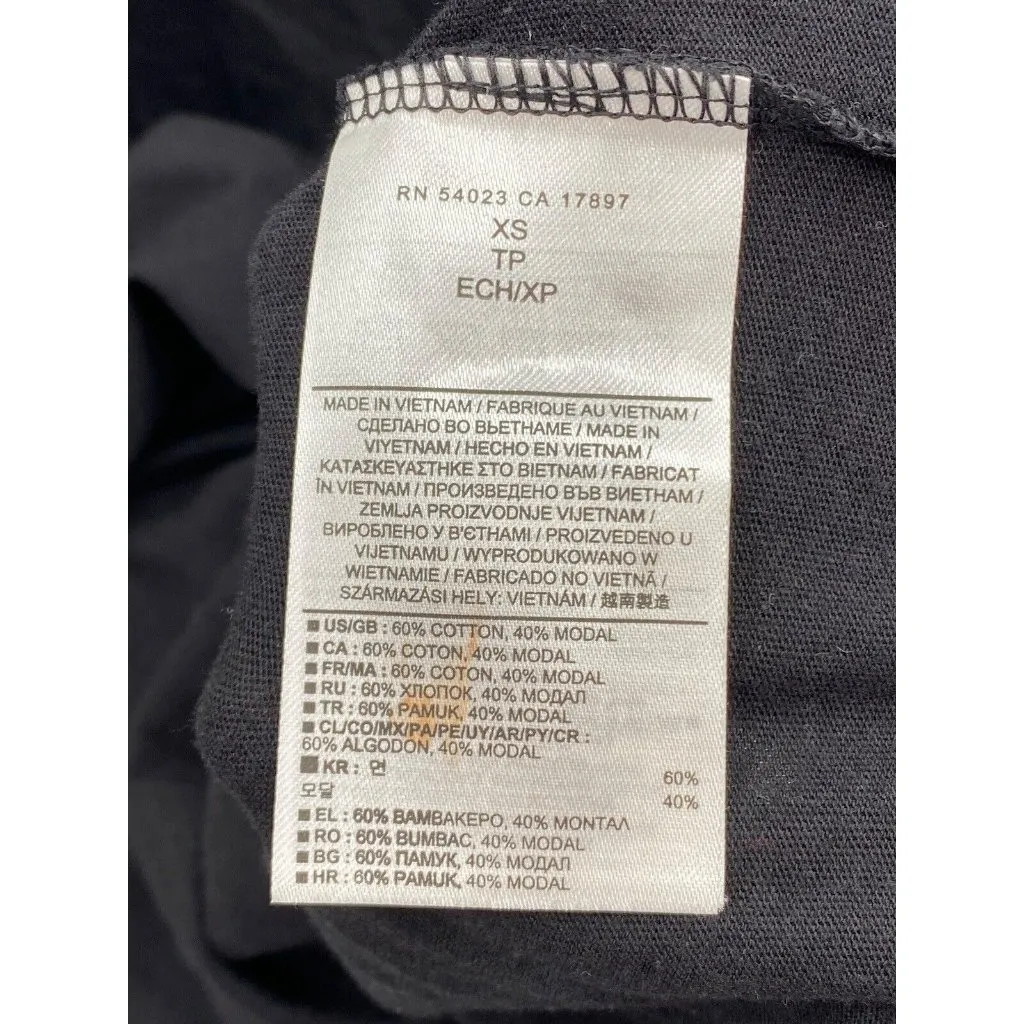 RN 54023 CA 17897
XS
TP
ECH/XP
MADE IN VIETNAM / FABRIQUE AU VIETNAM /
СДЕЛАНО ВО ВЬЕТНАМЕ / MADE IN
VIYETNAM / HECHO EN VIETNAM /
ΚΑΤΑΣΚΕΥΑΣΤΗΚΕ ΣΤΟ ΒΙΕΤΝΑΜ / FABRICAT
ÎN VIETNAM / ПРОИЗВЕДЕНО ВЪВ ВИЕТНАМ /
ZEMLJA PROIZVODNJE VIJETNAM /
ВИРОБЛЕНО У В'ЄТНАМІ / PROIZVEDENO U
VIJETNAMU / WYPRODUKOWANO W
WIETNAMIE / FABRICADO NO VIETNÃ /
SZÁRMAZÁSI HELY: VIETNÁM / 越南製造
US/GB : 60% COTTON, 40% MODAL
CA : 60% COTON, 40% MODAL
FR/MA : 60% COTON, 40% MODAL
RU : 60% ХЛОПОК, 40% МОДАЛ
TR : 60% PAMUK, 40% MODAL
CL/CO/MX/PA/PE/UY/AR/PY/CR :
60% ALGODON, 40% MODAL
KR : 면 60%
모달 40%
EL : 60% ΒΑΜΒΑΚΕΡΟ, 40% ΜΟΝΤΑΛ
RO : 60% BUMBAC, 40% MODAL
BG : 60% ПАМУК, 40% МОДАЛ
HR : 60% PAMUK, 40% MODAL